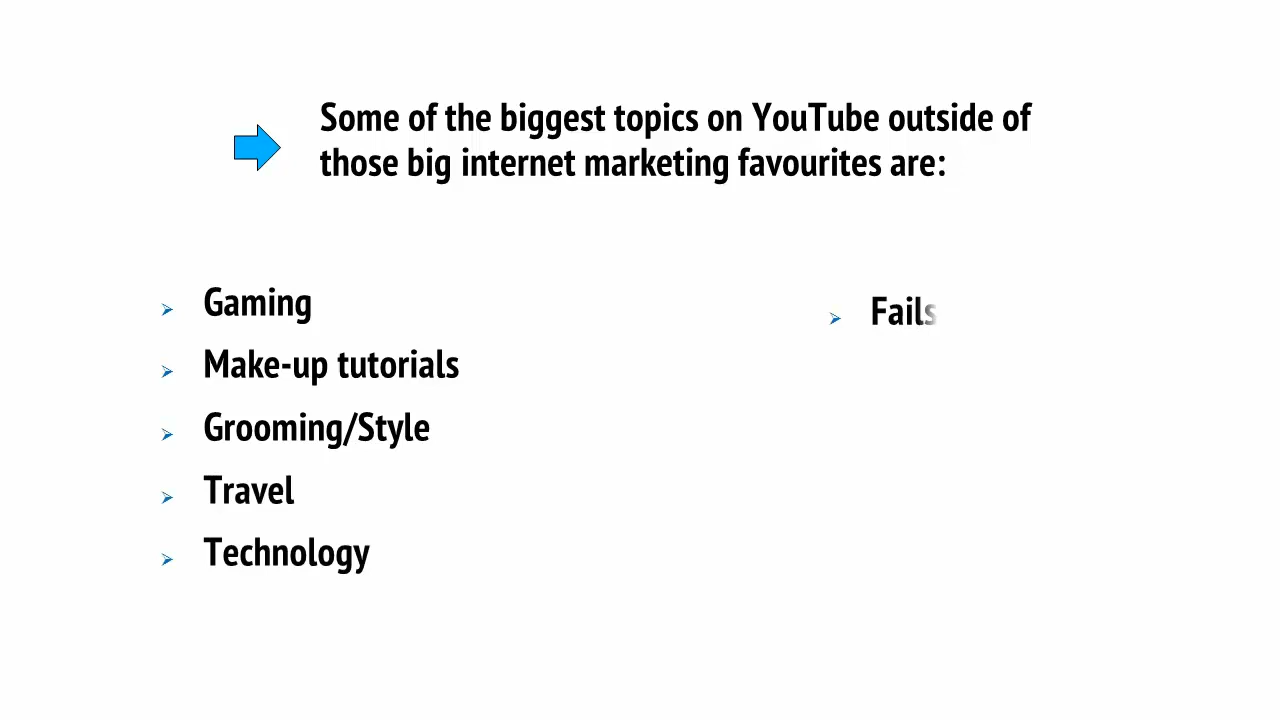 Some of the biggest topics on YouTube outside of
those big internet marketing favourites are:
Gaming
Make-up tutorials
Grooming/Style
Travel
Technology
Fails